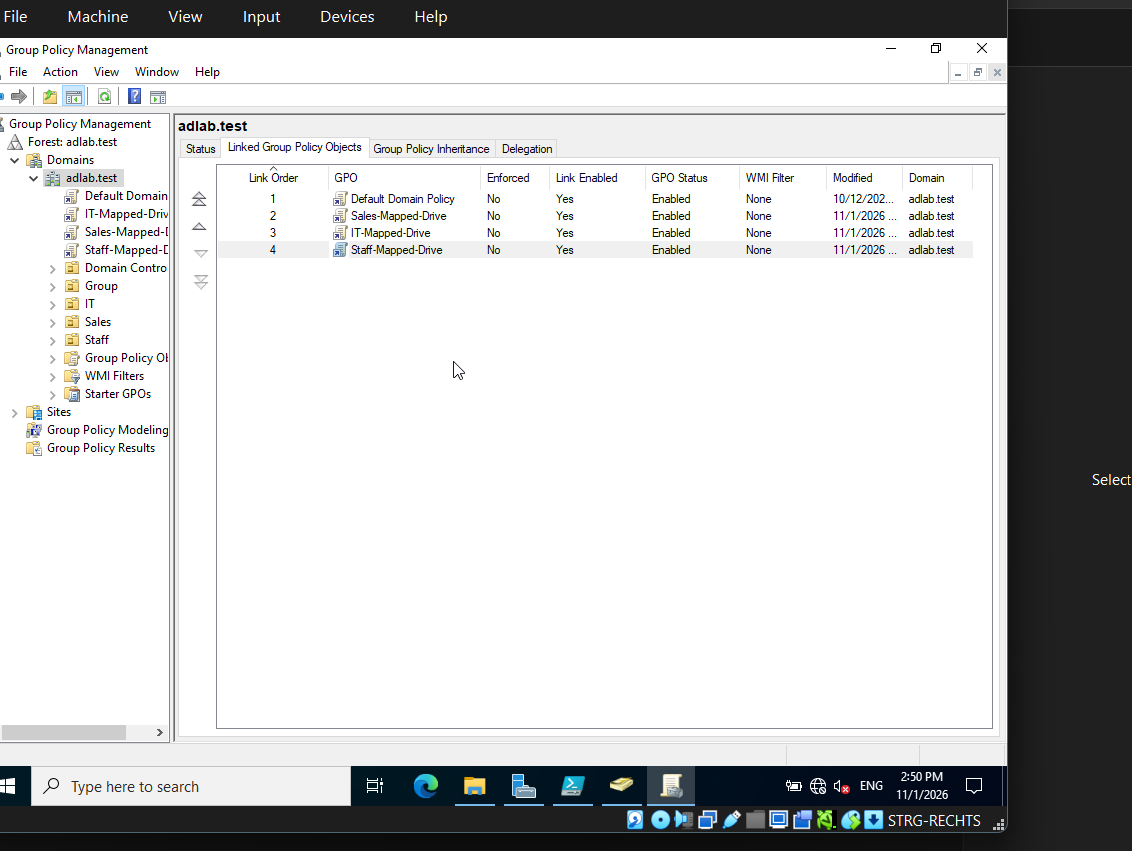 File Machine View Input Devices Help
Group Policy Management
File Action View Window Help
Group Policy Management
Forest: adlab.test
Domains
adlab.test
Default Domain
IT-Mapped-Driv
Sales-Mapped-D
Staff-Mapped-D
Domain Contro
Group
IT
Sales
Staff
Group Policy Ob
WMI Filters
Starter GPOs
Sites
Group Policy Modeling
Group Policy Results
adlab.test
Status Linked Group Policy Objects Group Policy Inheritance Delegation
Link Order GPO Enforced Link Enabled GPO Status WMI Filter Modified Domain
1 Default Domain Policy No Yes Enabled None 10/12/202... adlab.test
2 Sales-Mapped-Drive No Yes Enabled None 11/1/2026 ... adlab.test
3 IT-Mapped-Drive No Yes Enabled None 11/1/2026 ... adlab.test
4 Staff-Mapped-Drive No Yes Enabled None 11/1/2026 ... adlab.test
Select
Type here to search
ENG
2:50 PM
11/1/2026
STRG-RECHTS